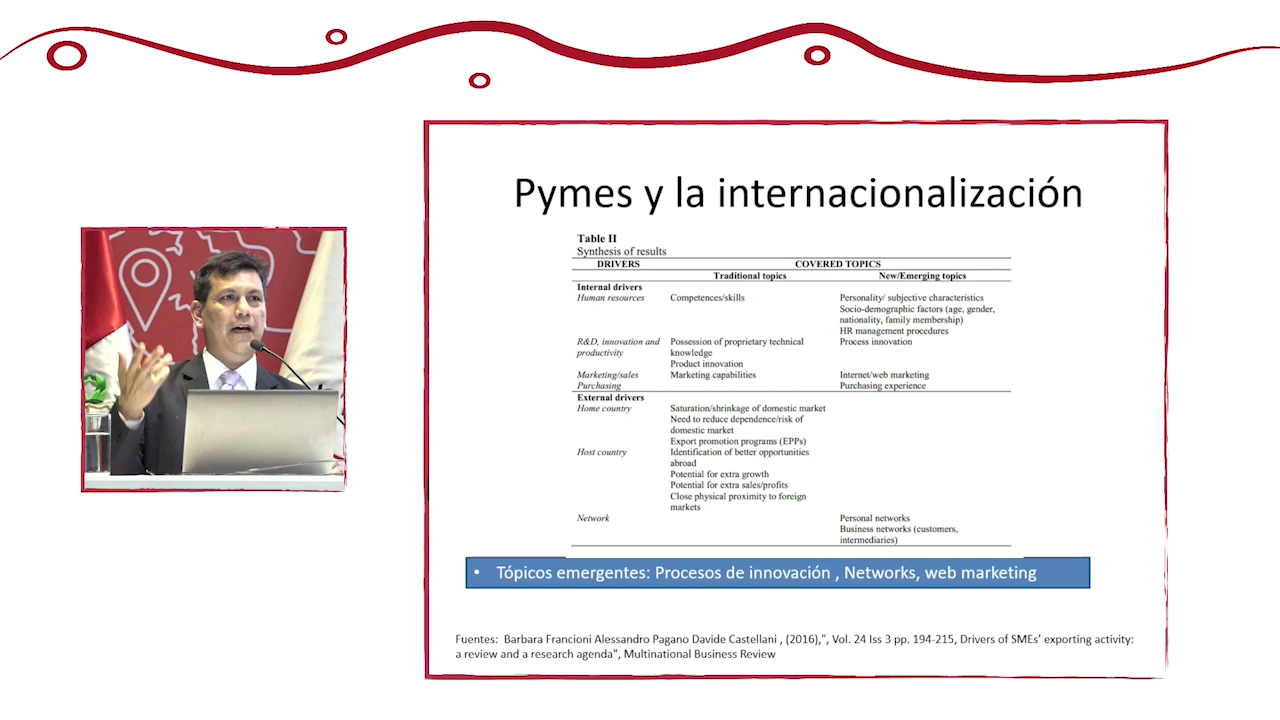 Pymes y la internacionalización
Table II
Synthesis of results
DRIVERS COVERED TOPICS
Traditional topics New/Emerging topics
Internal drivers
Human resources Competences/skills Personality/ subjective characteristics
Socio-demographic factors (age, gender,
nationality, family membership)
HR management procedures
R&D, innovation and Possession of proprietary technical Process innovation
productivity knowledge
Product innovation
Marketing/sales Marketing capabilities Internet/web marketing
Purchasing Purchasing experience
External drivers
Home country Saturation/shrinkage of domestic market
Need to reduce dependence/risk of
domestic market
Export promotion programs (EPPs)
Host country Identification of better opportunities
abroad
Potential for extra growth
Potential for extra sales/profits
Close physical proximity to foreign
markets
Network Personal networks
Business networks (customers,
intermediaries)
• Tópicos emergentes: Procesos de innovación , Networks, web marketing
Fuentes: Barbara Francioni Alessandro Pagano Davide Castellani , (2016),", Vol. 24 Iss 3 pp. 194-215, Drivers of SMEs’ exporting activity:
a review and a research agenda", Multinational Business Review